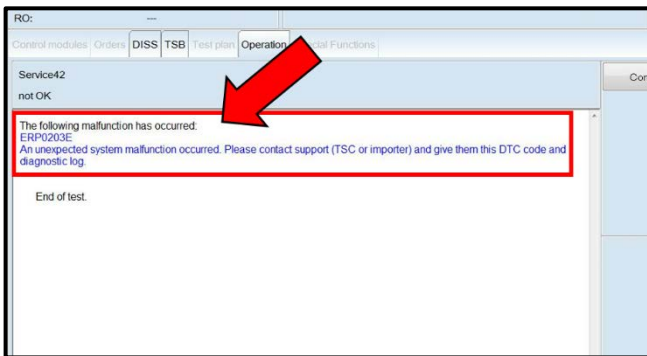 RO: ---
Control modules Orders DISS TSB Test plan Operation Special Functions
Service42
not OK
Con
The following malfunction has occurred:
ERP0203E
An unexpected system malfunction occurred. Please contact support (TSC or importer) and give them this DTC code and
diagnostic log.
End of test.